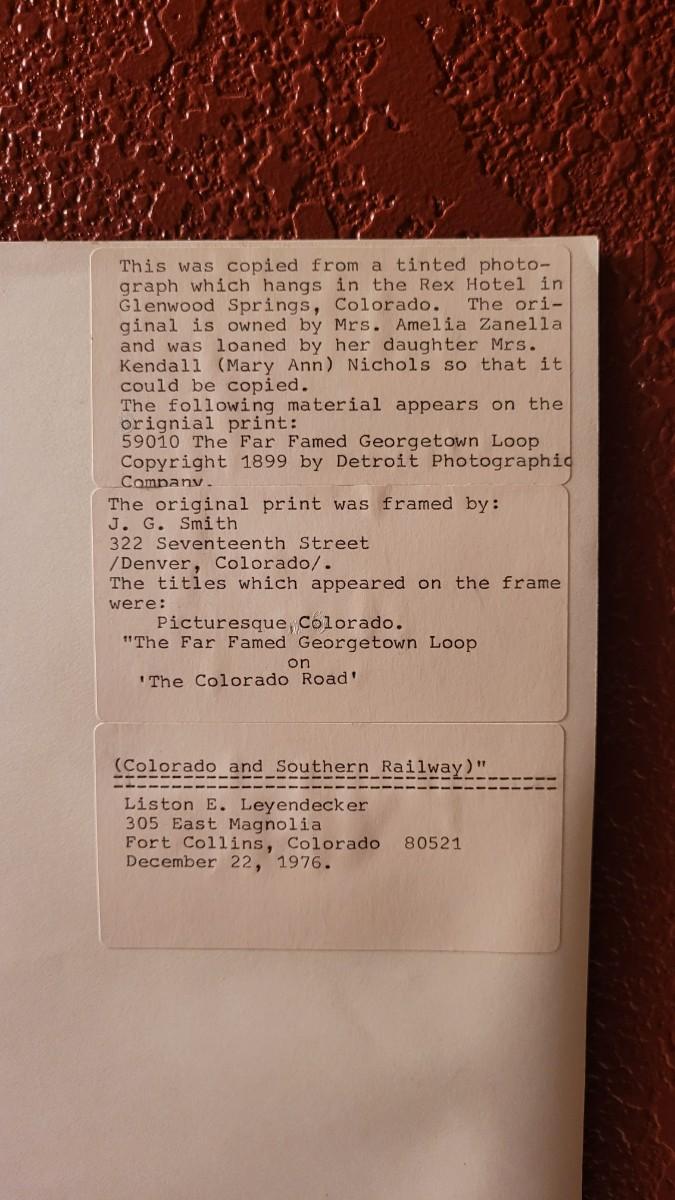 This was copied from a tinted photo-
graph which hangs in the Rex Hotel in
Glenwood Springs, Colorado.  The ori-
ginal is owned by Mrs. Amelia Zanella
and was loaned by her daughter Mrs.
Kendall (Mary Ann) Nichols so that it
could be copied.
The following material appears on the
orignial print:
59010 The Far Famed Georgetown Loop
Copyright 1899 by Detroit Photographic
Company.
The original print was framed by:
J. G. Smith
322 Seventeenth Street
/Denver, Colorado/.
The titles which appeared on the frame
were:
Picturesque Colorado.
"The Far Famed Georgetown Loop
on
'The Colorado Road'
(Colorado and Southern Railway)"
Liston E. Leyendecker
305 East Magnolia
Fort Collins, Colorado  80521
December 22, 1976.